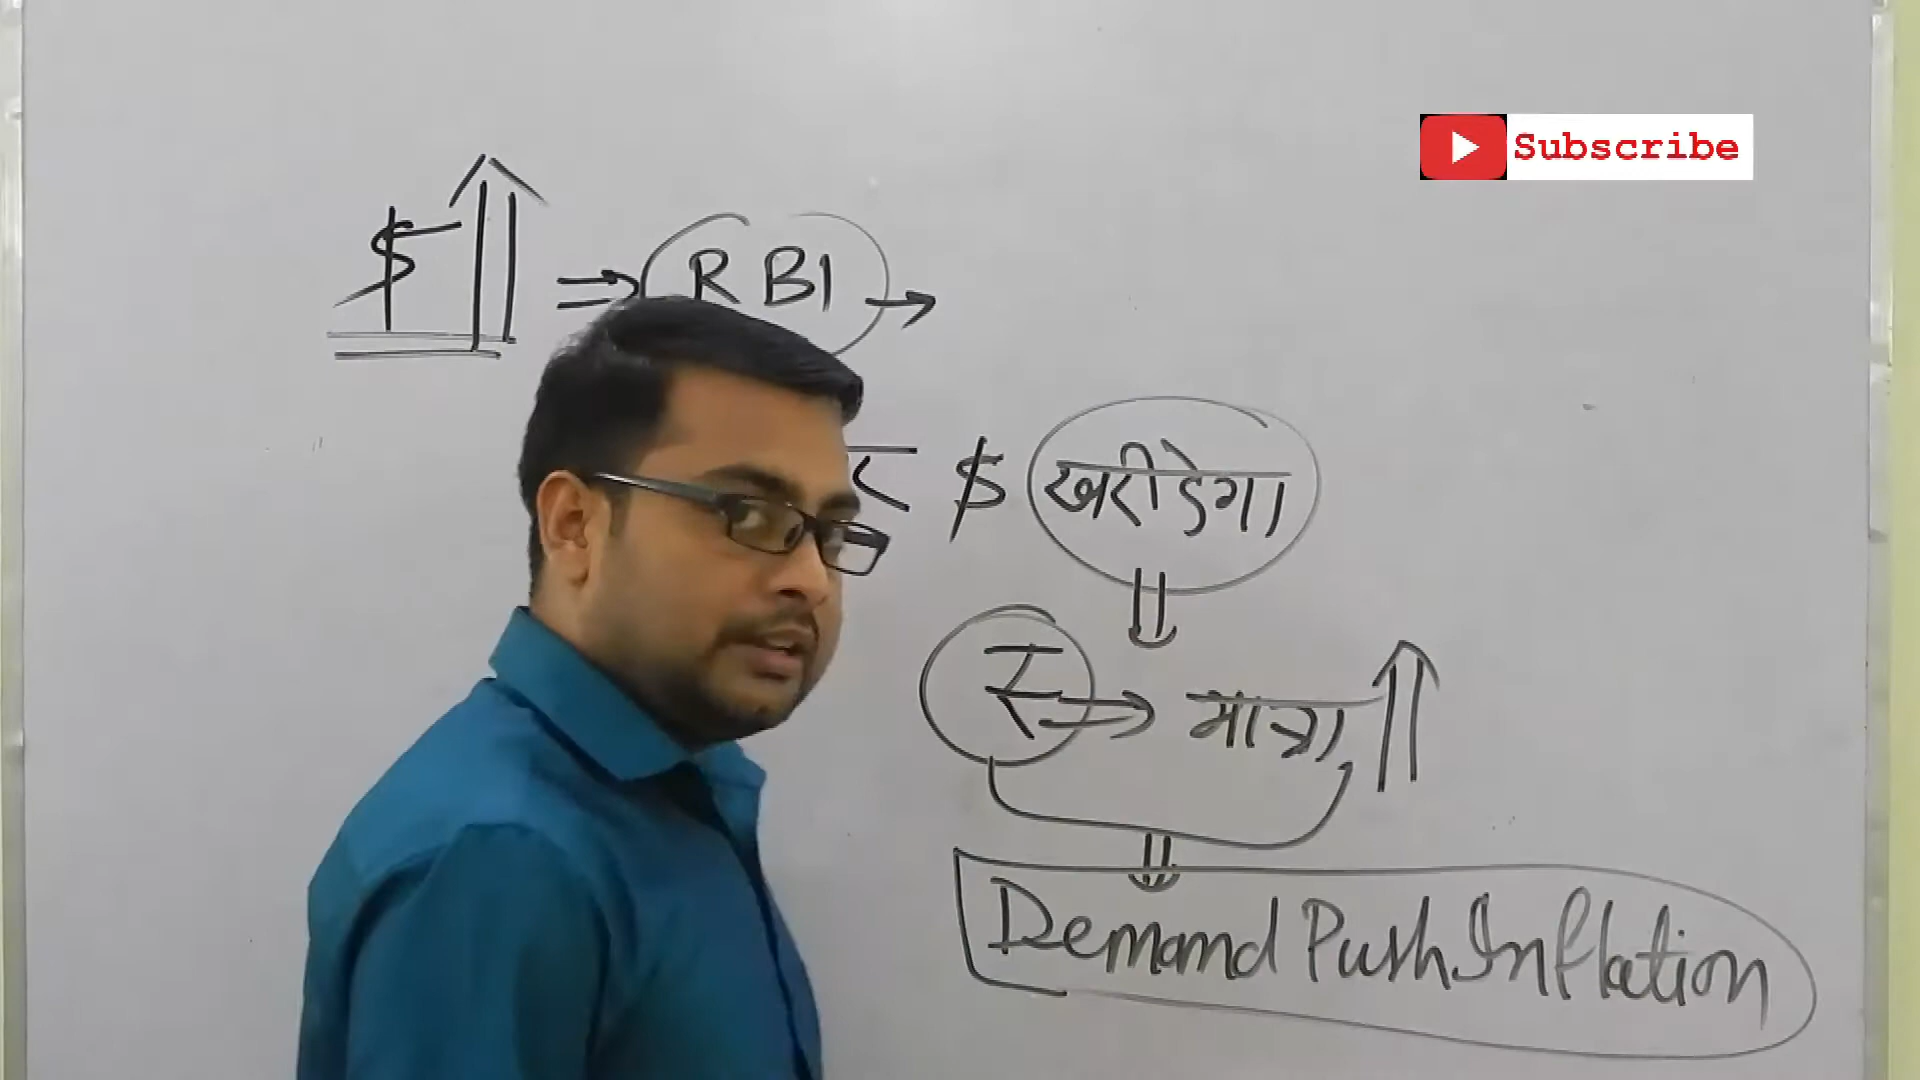 Subscribe
$ ⇑ ⇒ RBI →
$ खरीडेगा
⇓
₹ → मात्रा ⇑
⇓
Demand Push Inflation